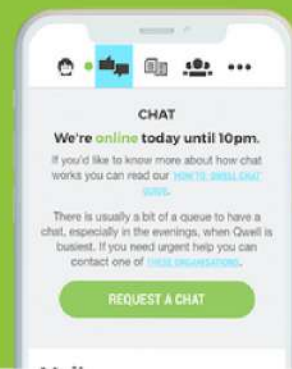 CHAT
We're online today until 10pm.
If you'd like to know more about how chat
works you can read our HOW TO: QWELL CHAT
GUIDE.
There is usually a bit of a queue to have a
chat, especially in the evenings, when Qwell is
busiest. If you need urgent help you can
contact one of THESE ORGANISATIONS.
REQUEST A CHAT